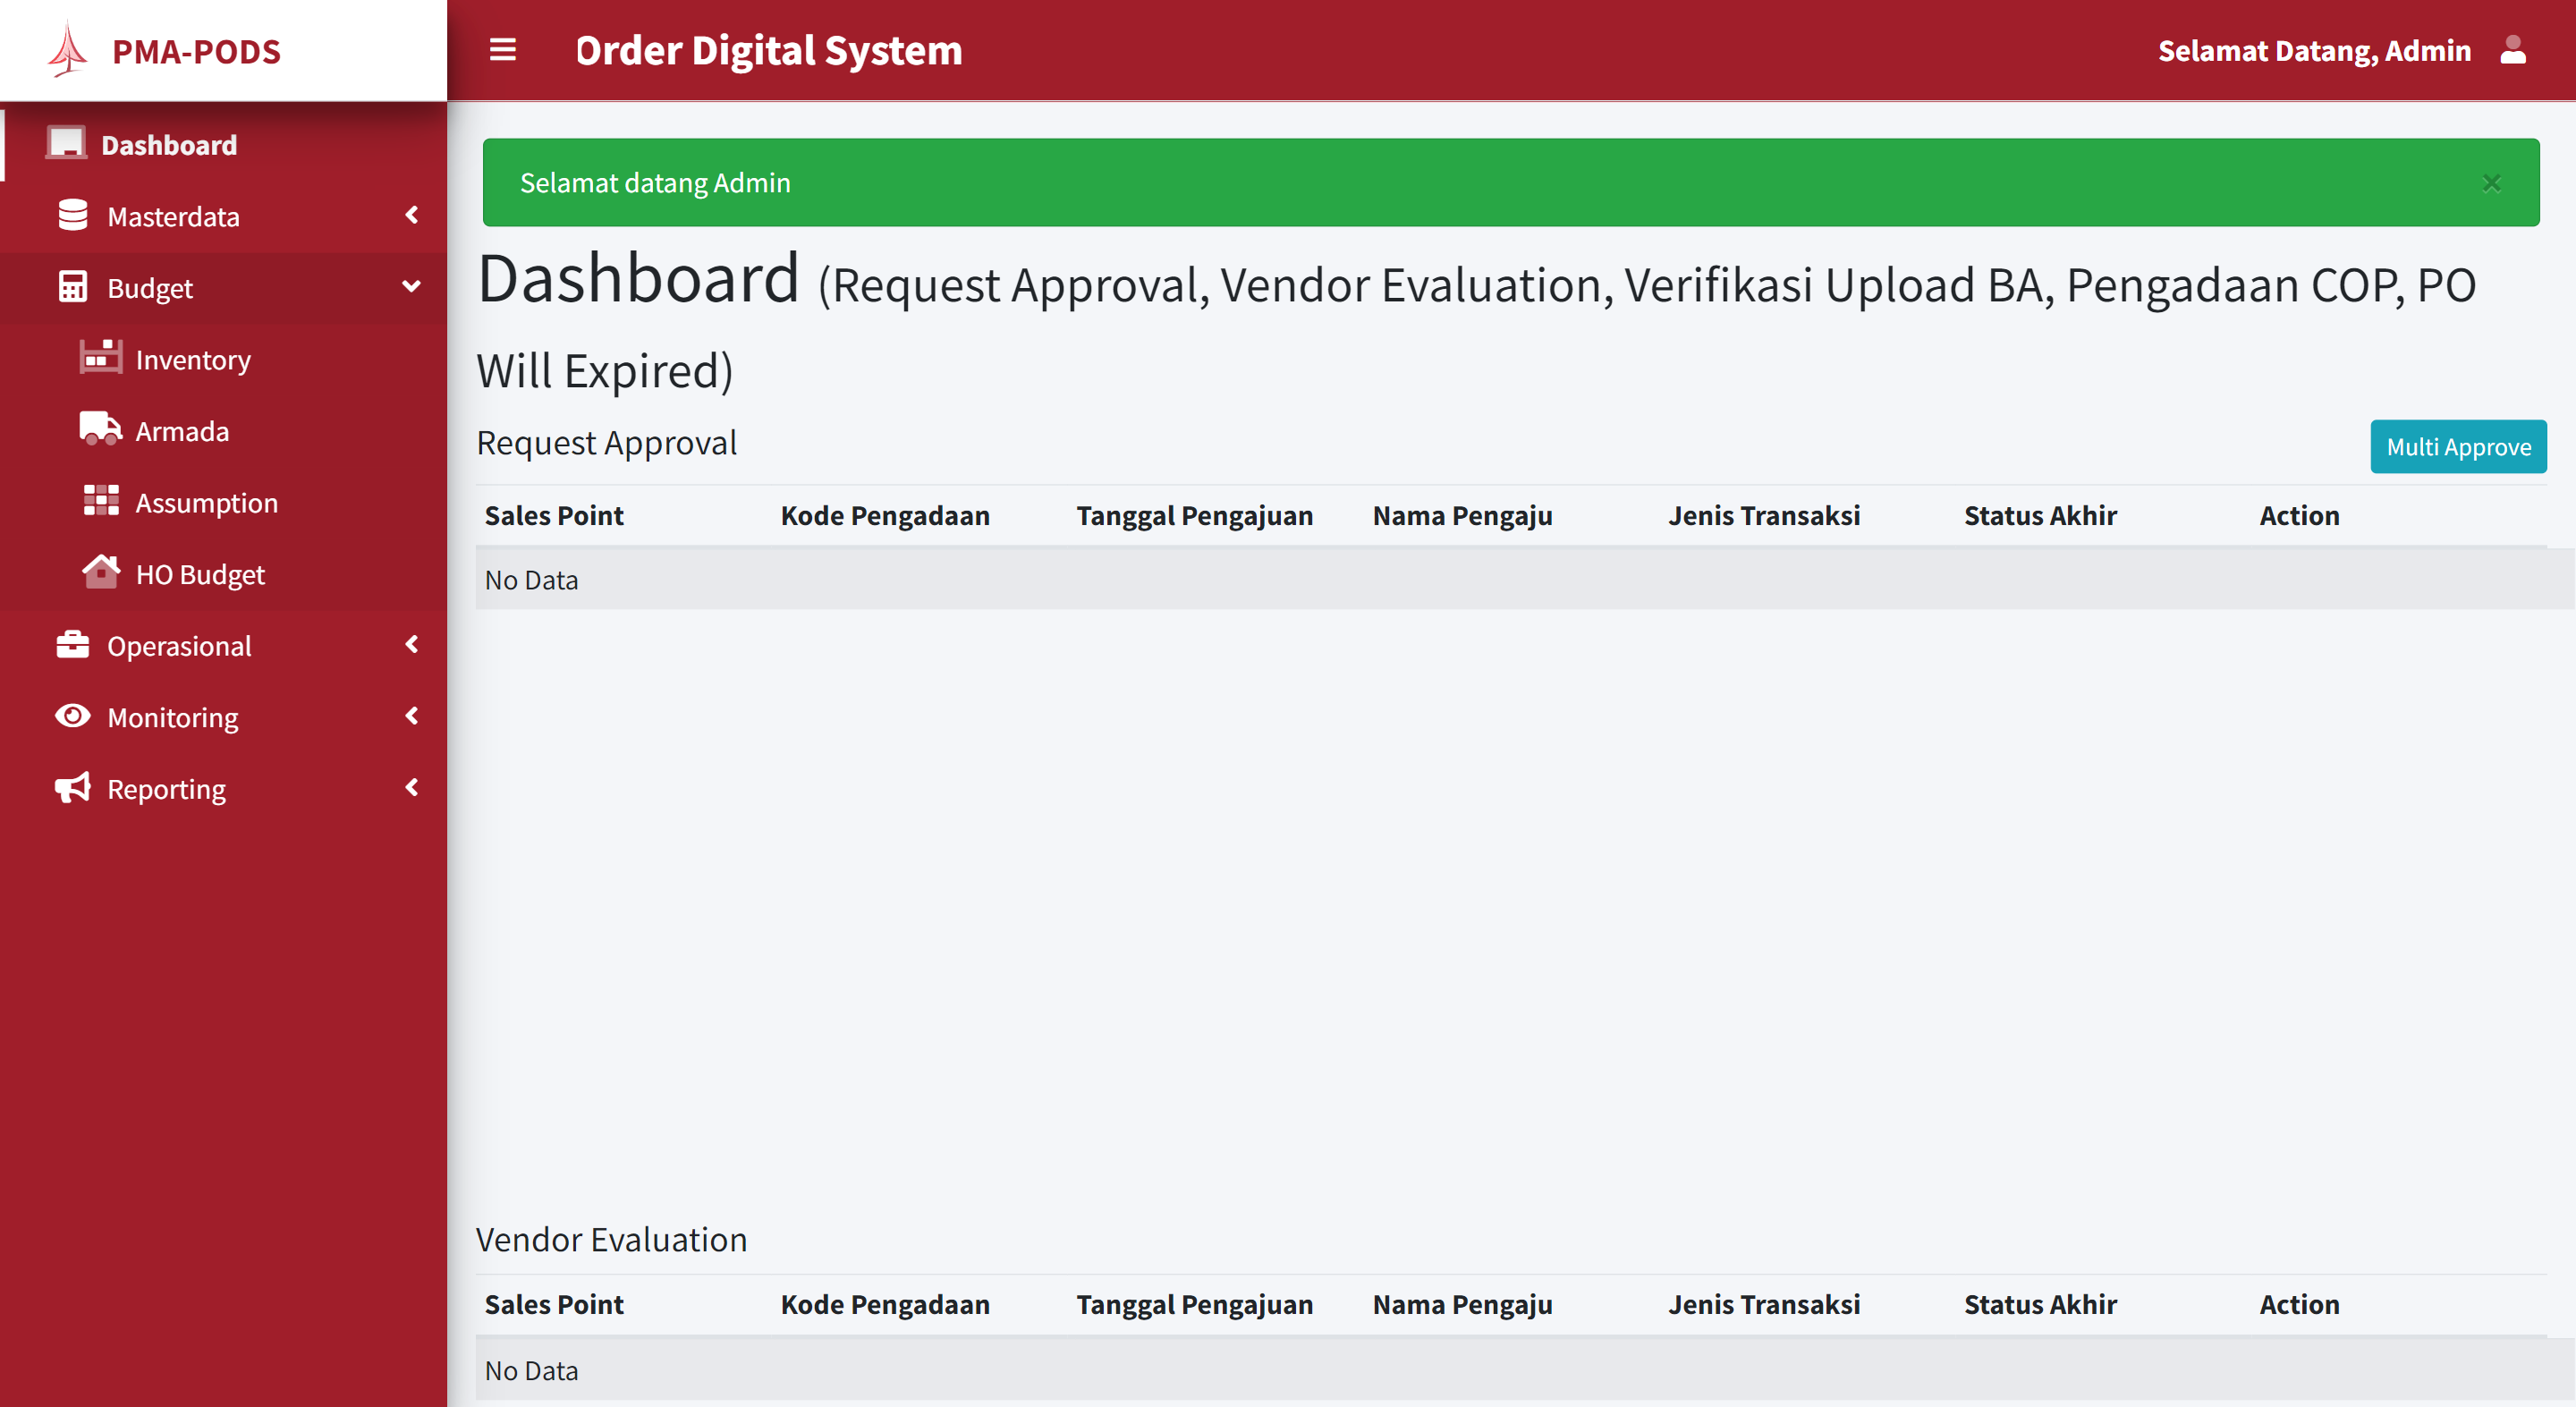 PMA-PODS
Order Digital System
Selamat Datang, Admin
Dashboard
Masterdata
Budget
Inventory
Armada
Assumption
HO Budget
Operasional
Monitoring
Reporting
Selamat datang Admin
×
Dashboard (Request Approval, Vendor Evaluation, Verifikasi Upload BA, Pengadaan COP, PO
Will Expired)
Request Approval
Multi Approve
Sales Point Kode Pengadaan Tanggal Pengajuan Nama Pengaju Jenis Transaksi Status Akhir Action
No Data
Vendor Evaluation
Sales Point Kode Pengadaan Tanggal Pengajuan Nama Pengaju Jenis Transaksi Status Akhir Action
No Data